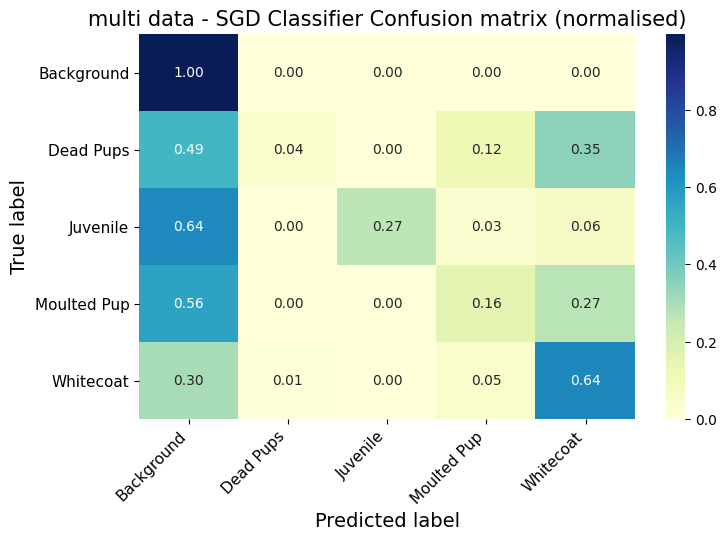 multi data - SGD Classifier Confusion matrix (normalised)
True label
Background 1.00 0.00 0.00 0.00 0.00
Dead Pups 0.49 0.04 0.00 0.12 0.35
Juvenile 0.64 0.00 0.27 0.03 0.06
Moulted Pup 0.56 0.00 0.00 0.16 0.27
Whitecoat 0.30 0.01 0.00 0.05 0.64
Background Dead Pups Juvenile Moulted Pup Whitecoat
Predicted label
0.8
0.6
0.4
0.2
0.0